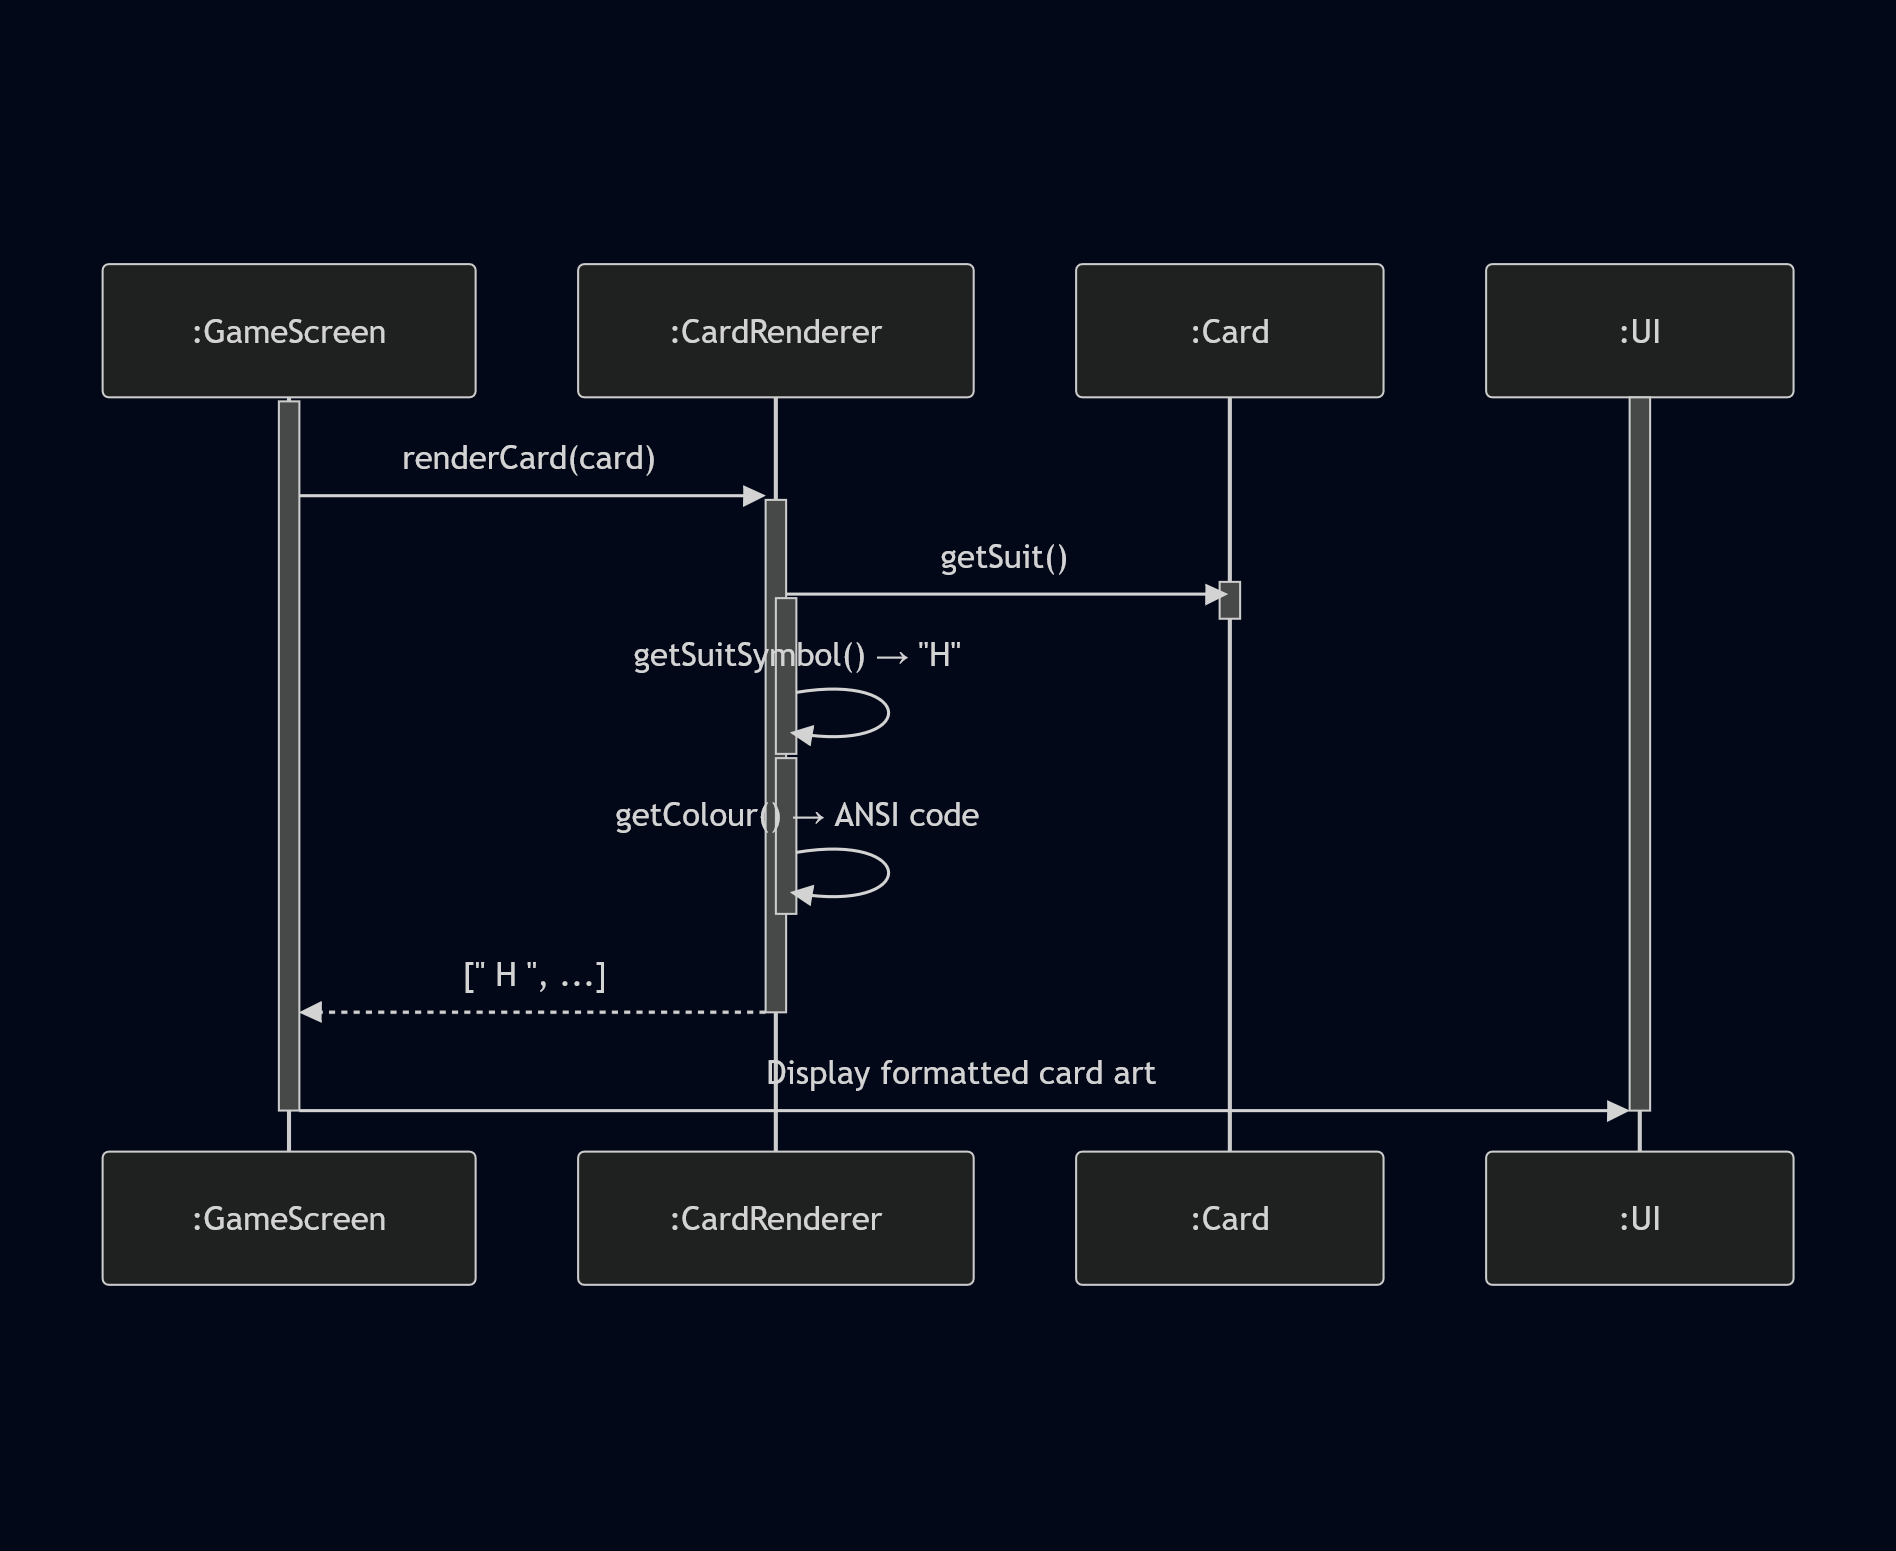 :GameScreen
:CardRenderer
:Card
:UI
renderCard(card)
getSuit()
getSuitSymbol() → "H"
getColour() → ANSI code
[" H ", ...]
Display formatted card art
:GameScreen
:CardRenderer
:Card
:UI